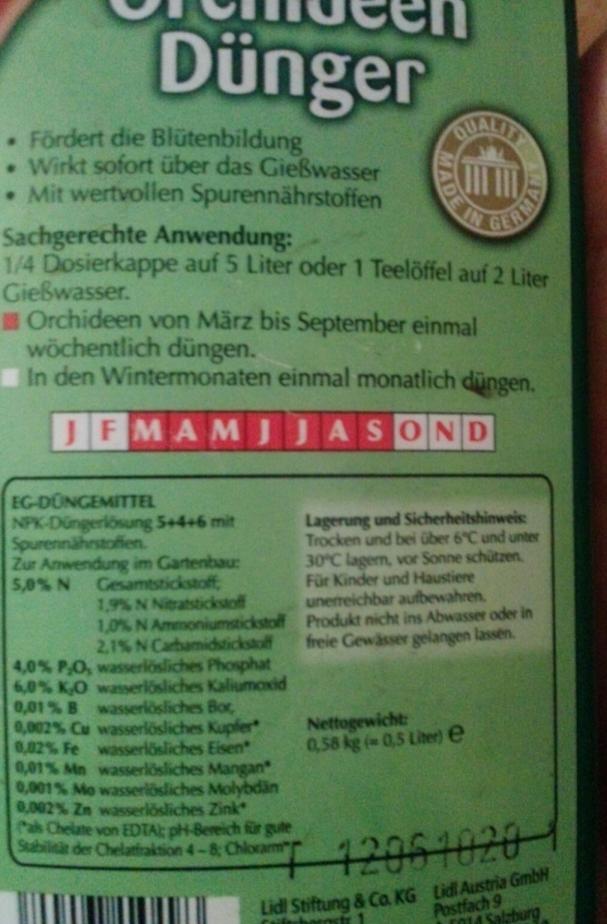 Orchideen
Dünger
• Fördert die Blütenbildung
• Wirkt sofort über das Gießwasser
• Mit wertvollen Spurennährstoffen
QUALITY
MADE IN GERMANY
Sachgerechte Anwendung:
1/4 Dosierkappe auf 5 Liter oder 1 Teelöffel auf 2 Liter
Gießwasser.
Orchideen von März bis September einmal
wöchentlich düngen.
In den Wintermonaten einmal monatlich düngen.
J F M A M J J A S O N D
EG-DÜNGEMITTEL
NPK-Düngerlösung 5+4+6 mit
Spurennährstoffen.
Zur Anwendung im Gartenbau:
5,0% N Gesamtstickstoff;
1,9% N Nitratstickstoff
1,0% N Ammoniumstickstoff
2,1% N Carbamidstickstoff
4,0% P₂O₅ wasserlösliches Phosphat
6,0% K₂O wasserlösliches Kaliumoxid
0,01% B wasserlösliches Bor,
0,002% Cu wasserlösliches Kupfer*
0,02% Fe wasserlösliches Eisen*
0,01% Mn wasserlösliches Mangan*
0,001% Mo wasserlösliches Molybdän
0,002% Zn wasserlösliches Zink*
(*als Chelate von EDTA); pH-Bereich für gute
Stabilität der Chelatfraktion 4–8; Chlorarm
Lagerung und Sicherheitshinweis:
Trocken und bei über 6°C und unter
30°C lagern, vor Sonne schützen.
Für Kinder und Haustiere
unerreichbar aufbewahren.
Produkt nicht ins Abwasser oder in
freie Gewässer gelangen lassen.
Nettogewicht:
0,58 kg (= 0,5 Liter) e
T 12061020
Lidl Stiftung & Co. KG
Lidl Austria GmbH
Postfach 9
Salzburg